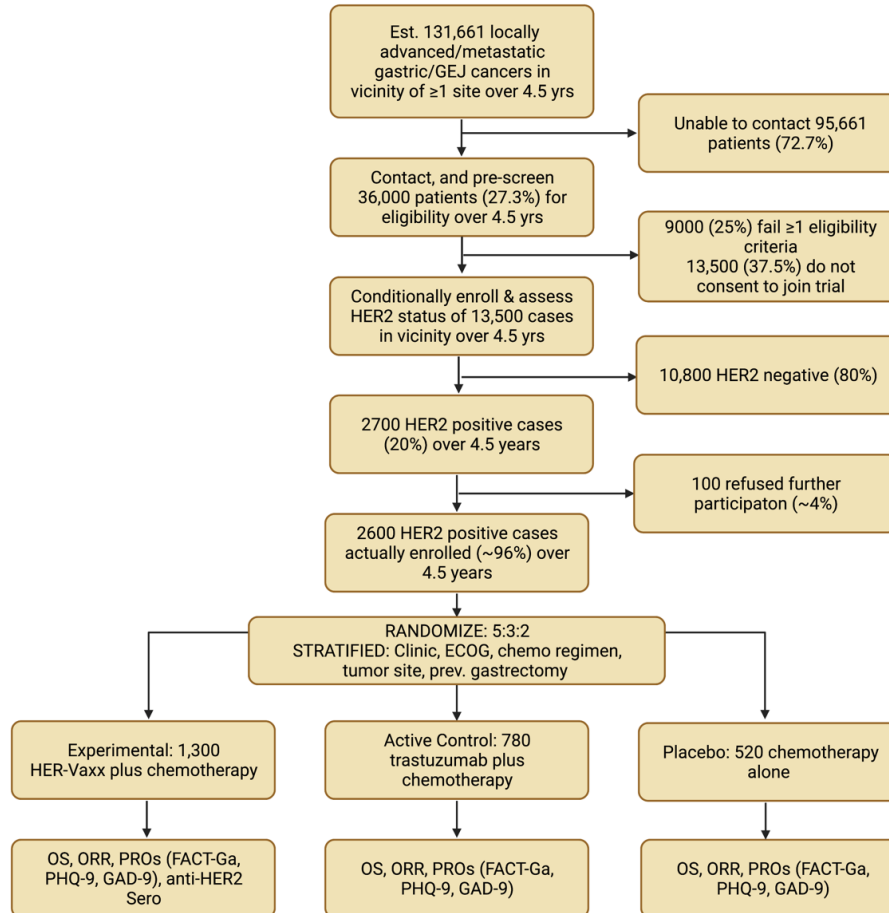 Est. 131,661 locally
advanced/metastatic
gastric/GEJ cancers in
vicinity of ≥1 site over 4.5 yrs
Unable to contact 95,661
patients (72.7%)
Contact, and pre-screen
36,000 patients (27.3%) for
eligibility over 4.5 yrs
9000 (25%) fail ≥1 eligibility
criteria
13,500 (37.5%) do not
consent to join trial
Conditionally enroll & assess
HER2 status of 13,500 cases
in vicinity over 4.5 yrs
10,800 HER2 negative (80%)
2700 HER2 positive cases
(20%) over 4.5 years
100 refused further
participaton (~4%)
2600 HER2 positive cases
actually enrolled (~96%) over
4.5 years
RANDOMIZE: 5:3:2
STRATIFIED: Clinic, ECOG, chemo regimen,
tumor site, prev. gastrectomy
Experimental: 1,300
HER-Vaxx plus chemotherapy
Active Control: 780
trastuzumab plus
chemotherapy
Placebo: 520 chemotherapy
alone
OS, ORR, PROs (FACT-Ga,
PHQ-9, GAD-9), anti-HER2
Sero
OS, ORR, PROs (FACT-Ga,
PHQ-9, GAD-9)
OS, ORR, PROs (FACT-Ga,
PHQ-9, GAD-9)